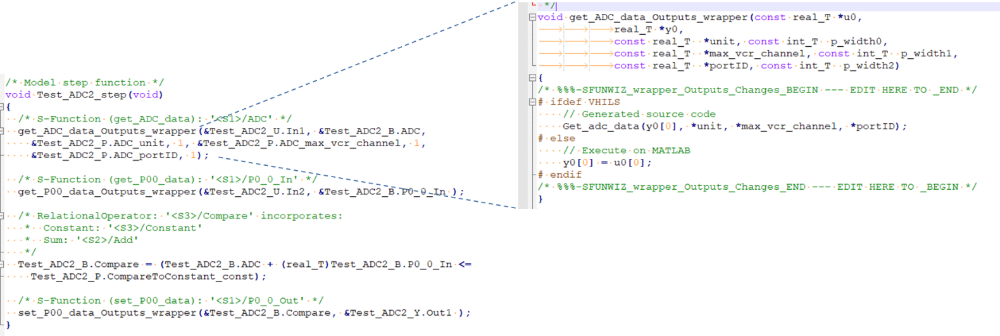 /* Model step function */
void Test_ADC2_step(void)
{
/* S-Function (get_ADC_data): '<S1>/ADC' */
get_ADC_data_Outputs_wrapper(&Test_ADC2_U.In1, &Test_ADC2_B.ADC,
&Test_ADC2_P.ADC_unit, 1, &Test_ADC2_P.ADC_max_vcr_channel, 1,
&Test_ADC2_P.ADC_portID, 1);
/* S-Function (get_P00_data): '<S1>/P0_0_In' */
get_P00_data_Outputs_wrapper(&Test_ADC2_U.In2, &Test_ADC2_B.P0_0_In );
/* RelationalOperator: '<S3>/Compare' incorporates:
* Constant: '<S3>/Constant'
* Sum: '<S2>/Add'
*/
Test_ADC2_B.Compare = (Test_ADC2_B.ADC + (real_T)Test_ADC2_B.P0_0_In <=
Test_ADC2_P.CompareToConstant_const);
/* S-Function (set_P00_data): '<S1>/P0_0_Out' */
set_P00_data_Outputs_wrapper(&Test_ADC2_B.Compare, &Test_ADC2_Y.Out1 );
}
*/
void get_ADC_data_Outputs_wrapper(const real_T *u0,
real_T *y0,
const real_T *unit, const int_T p_width0,
const real_T *max_vcr_channel, const int_T p_width1,
const real_T *portID, const int_T p_width2)
{
/* %%%-SFUNWIZ_wrapper_Outputs_Changes_BEGIN --- EDIT HERE TO _END */
# ifdef VHILS
// Generated source code
Get_adc_data(y0[0], *unit, *max_vcr_channel, *portID);
# else
// Execute on MATLAB
y0[0] = u0[0];
# endif
/* %%%-SFUNWIZ_wrapper_Outputs_Changes_END --- EDIT HERE TO _BEGIN */
}